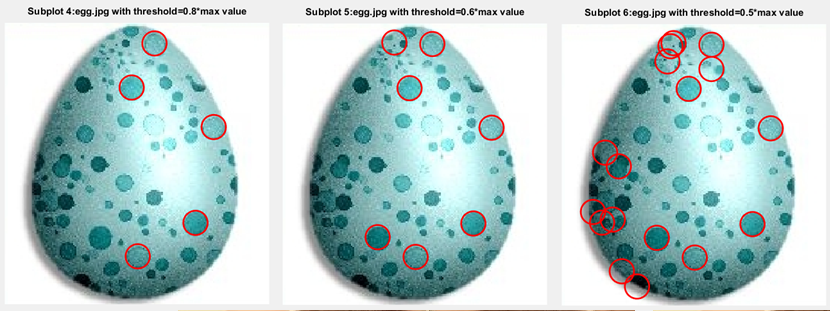 Subplot 4:egg.jpg with threshold=0.8*max value
Subplot 5:egg.jpg with threshold=0.6*max value
Subplot 6:egg.jpg with threshold=0.5*max value